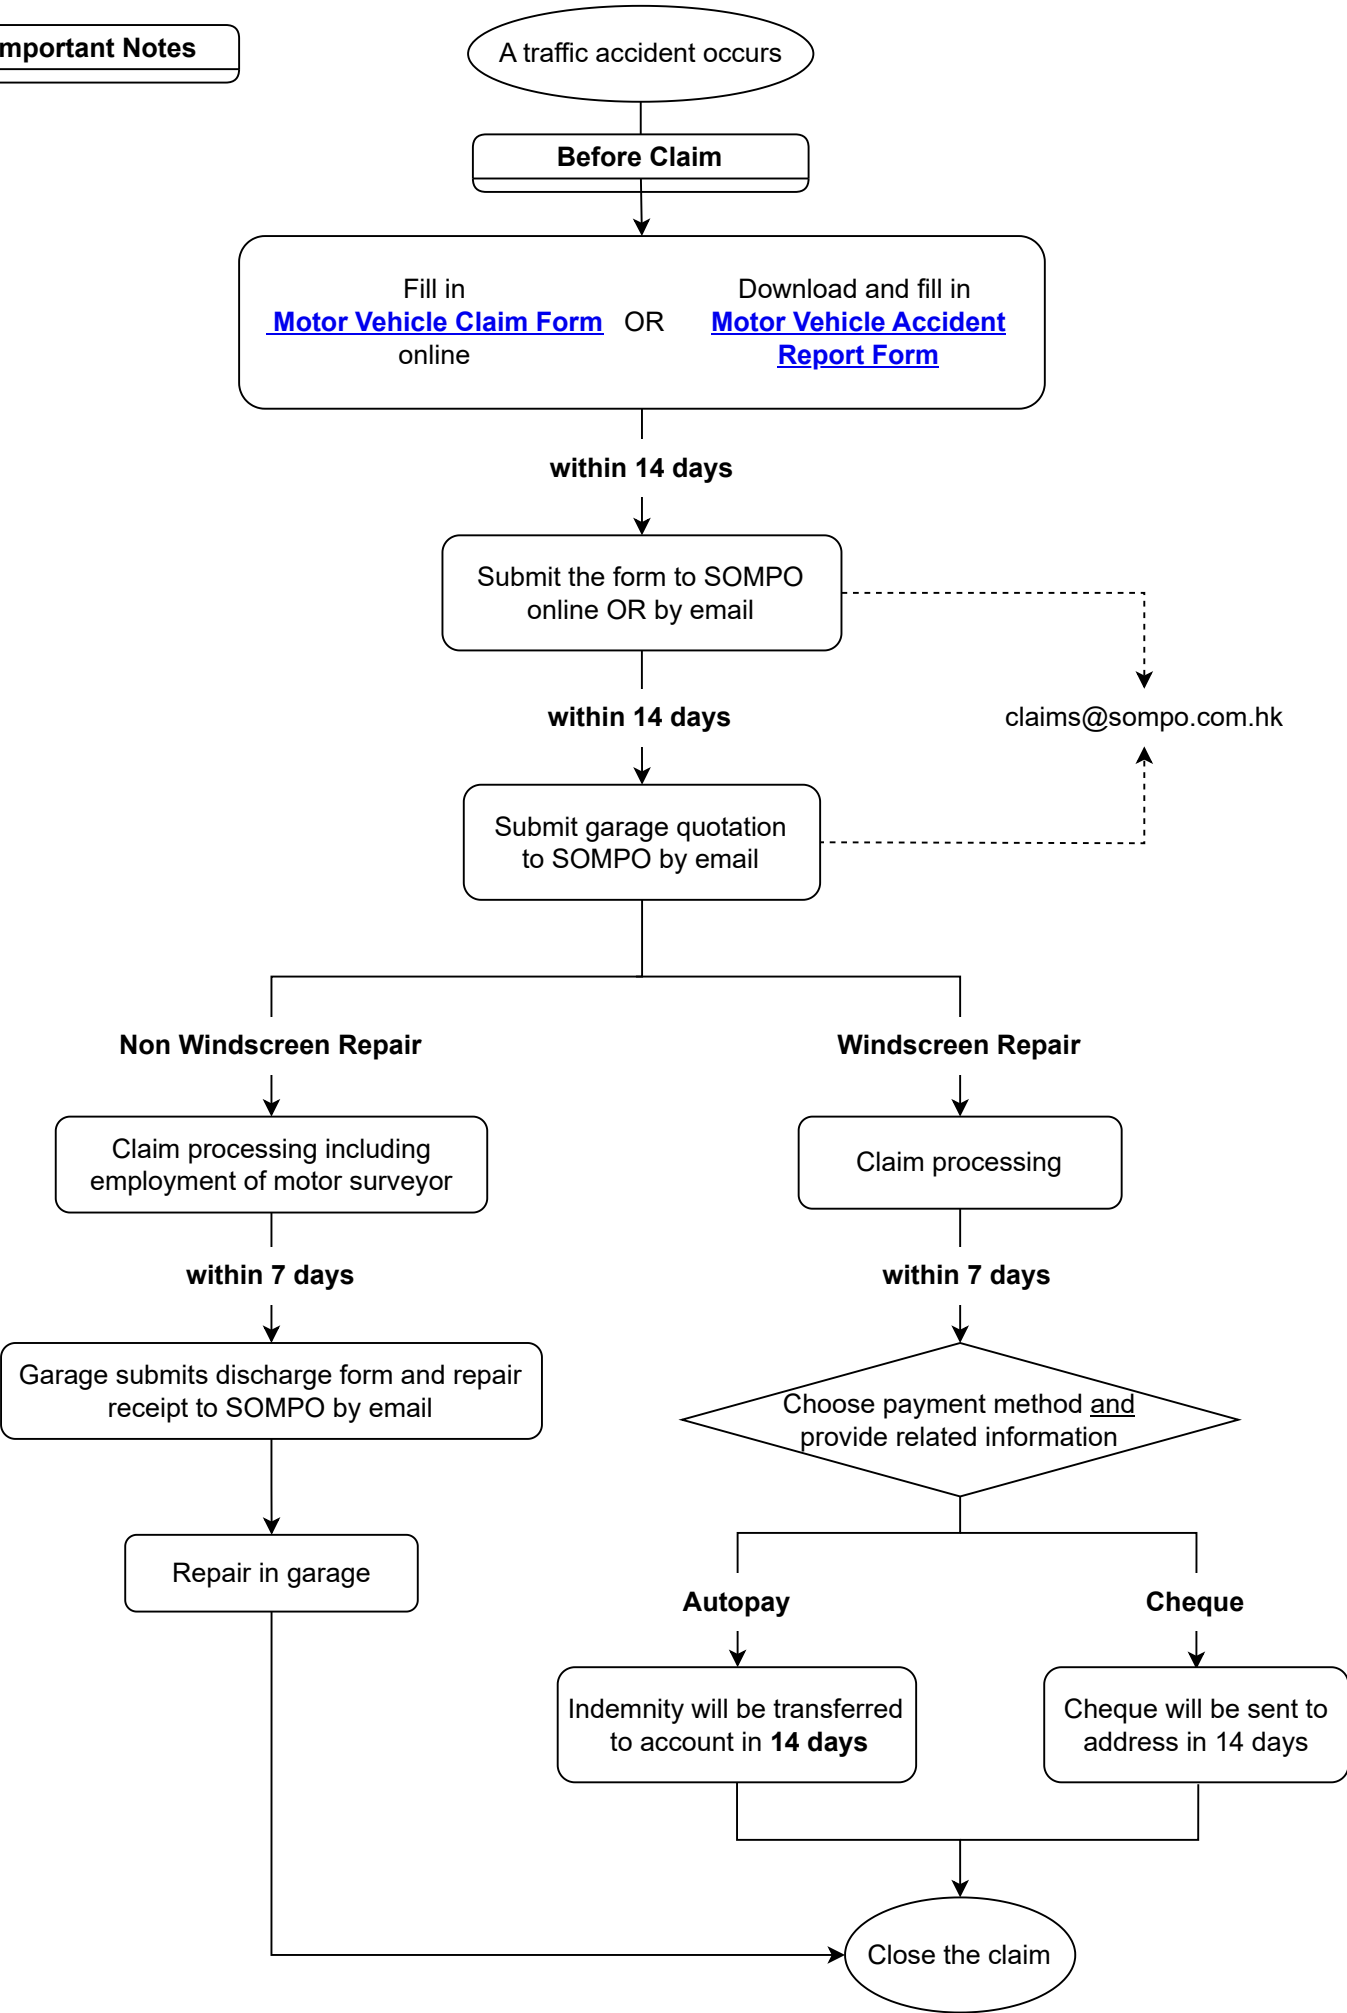 mportant Notes
A traffic accident occurs
Before Claim
Fill in
Motor Vehicle Claim Form
online
OR
Download and fill in
Motor Vehicle Accident
Report Form
within 14 days
Submit the form to SOMPO
online OR by email
within 14 days
claims@sompo.com.hk
Submit garage quotation
to SOMPO by email
Non Windscreen Repair
Windscreen Repair
Claim processing including
employment of motor surveyor
Claim processing
within 7 days
within 7 days
Garage submits discharge form and repair
receipt to SOMPO by email
Choose payment method and
provide related information
Repair in garage
Autopay
Cheque
Indemnity will be transferred
to account in 14 days
Cheque will be sent to
address in 14 days
Close the claim